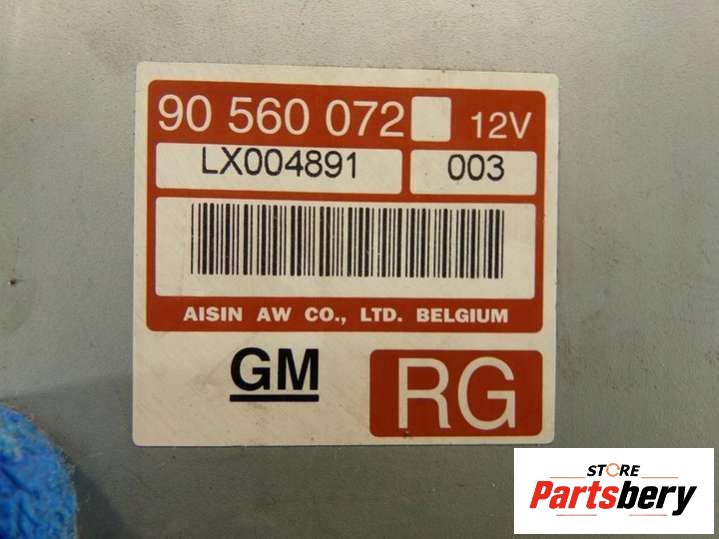 90 560 072 12V
LX004891 003
AISIN AW CO., LTD. BELGIUM
GM RG
STORE
Partsbery